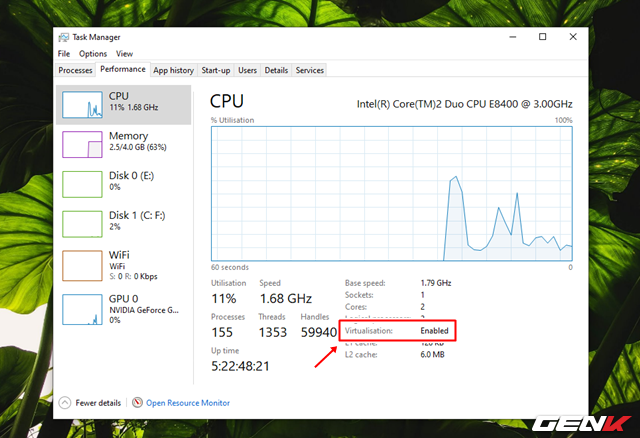 Task Manager
File Options View
Processes Performance App history Start-up Users Details Services
CPU
11% 1.68 GHz
Memory
2.5/4.0 GB (63%)
Disk 0 (E:)
0%
Disk 1 (C: F:)
2%
WiFi
WiFi
S: 0 R: 0 Kbps
GPU 0
NVIDIA GeForce G...
0%
CPU Intel(R) Core(TM)2 Duo CPU E8400 @ 3.00GHz
% Utilisation 100%
60 seconds 0
Utilisation Speed
11% 1.68 GHz
Processes Threads Handles
155 1353 59940
Up time
5:22:48:21
Base speed: 1.79 GHz
Sockets: 1
Cores: 2
Virtualisation: Enabled
L1 cache: 128 KB
L2 cache: 6.0 MB
Fewer details Open Resource Monitor
GENK